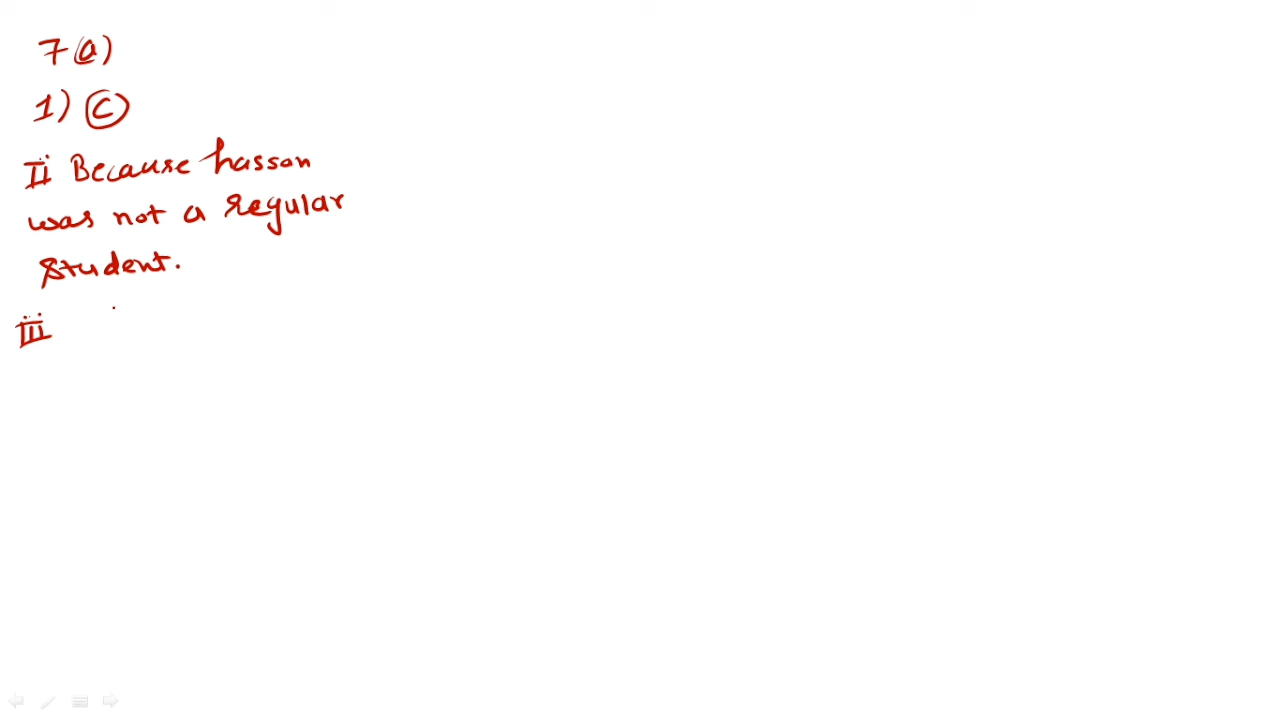 7(a)
1) (c)
ii Because hasson
was not a regular
student.
iii